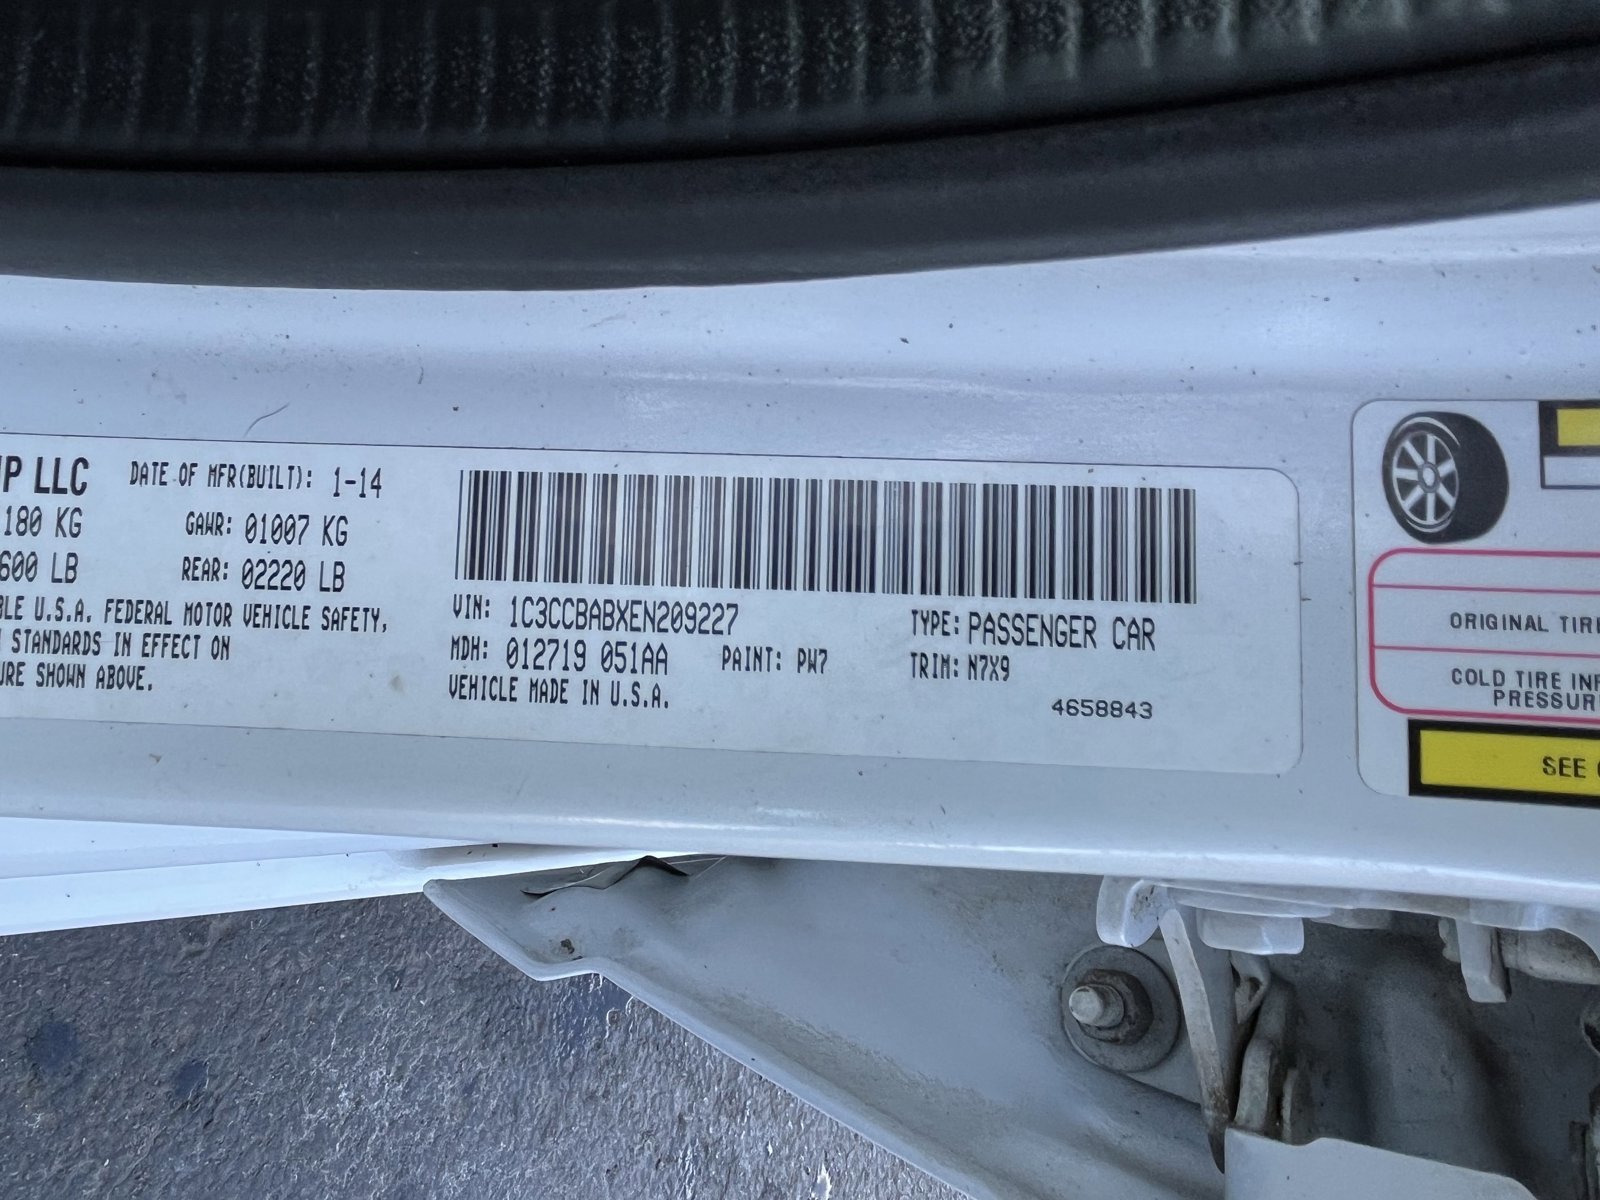 UP LLC DATE OF MFR(BUILT): 1-14
180 KG GAWR: 01007 KG
600 LB REAR: 02220 LB
BLE U.S.A. FEDERAL MOTOR VEHICLE SAFETY,
STANDARDS IN EFFECT ON
URE SHOWN ABOVE.
VIN: 1C3CCBABXEN209227 TYPE: PASSENGER CAR
MDH: 012719 051AA PAINT: PW7 TRIM: N7X9
VEHICLE MADE IN U.S.A.
4658843
ORIGINAL TIRE
COLD TIRE INF
PRESSUR
SEE